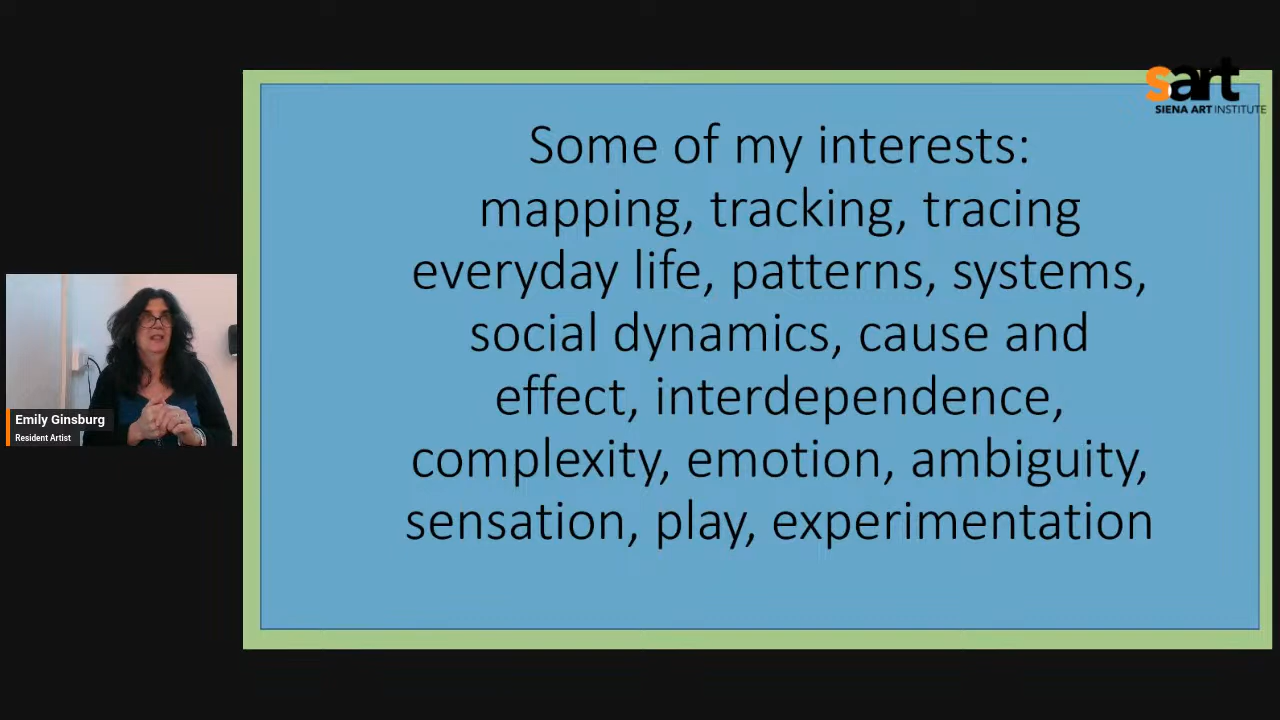 sart
SIENA ART INSTITUTE
Some of my interests:
mapping, tracking, tracing
everyday life, patterns, systems,
social dynamics, cause and
effect, interdependence,
complexity, emotion, ambiguity,
sensation, play, experimentation
Emily Ginsburg
Resident Artist